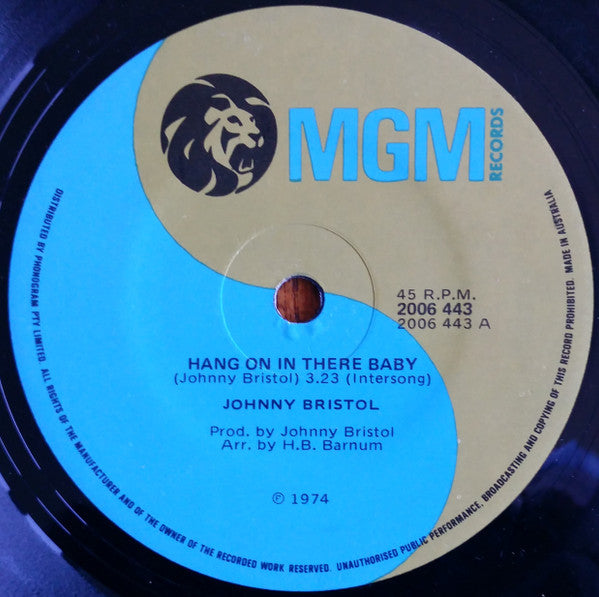 MGM
RECORDS
45 R.P.M.
2006 443
2006 443 A
HANG ON IN THERE BABY
(Johnny Bristol) 3.23 (Intersong)
JOHNNY BRISTOL
Prod. by Johnny Bristol
Arr. by H.B. Barnum
℗ 1974
DISTRIBUTED BY PHONOGRAM PTY LIMITED. ALL RIGHTS OF THE MANUFACTURER AND OF THE OWNER OF THE RECORDED WORK RESERVED. UNAUTHORISED PUBLIC PERFORMANCE, BROADCASTING AND COPYING OF THIS RECORD PROHIBITED. MADE IN AUSTRALIA